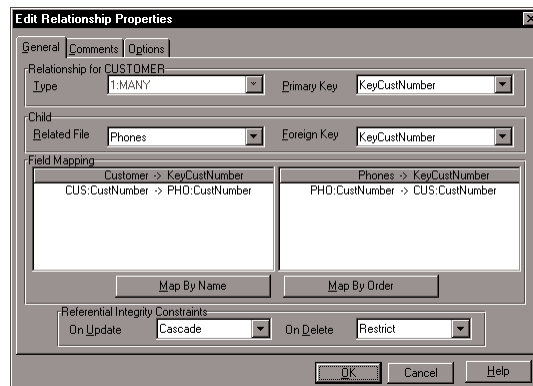 Edit Relationship Properties
General Comments Options
Relationship for CUSTOMER
Type 1:MANY Primary Key KeyCustNumber
Child
Related File Phones Foreign Key KeyCustNumber
Field Mapping
Customer -> KeyCustNumber Phones -> KeyCustNumber
CUS:CustNumber -> PHO:CustNumber PHO:CustNumber -> CUS:CustNumber
Map By Name Map By Order
Referential Integrity Constraints
On Update Cascade On Delete Restrict
OK Cancel Help